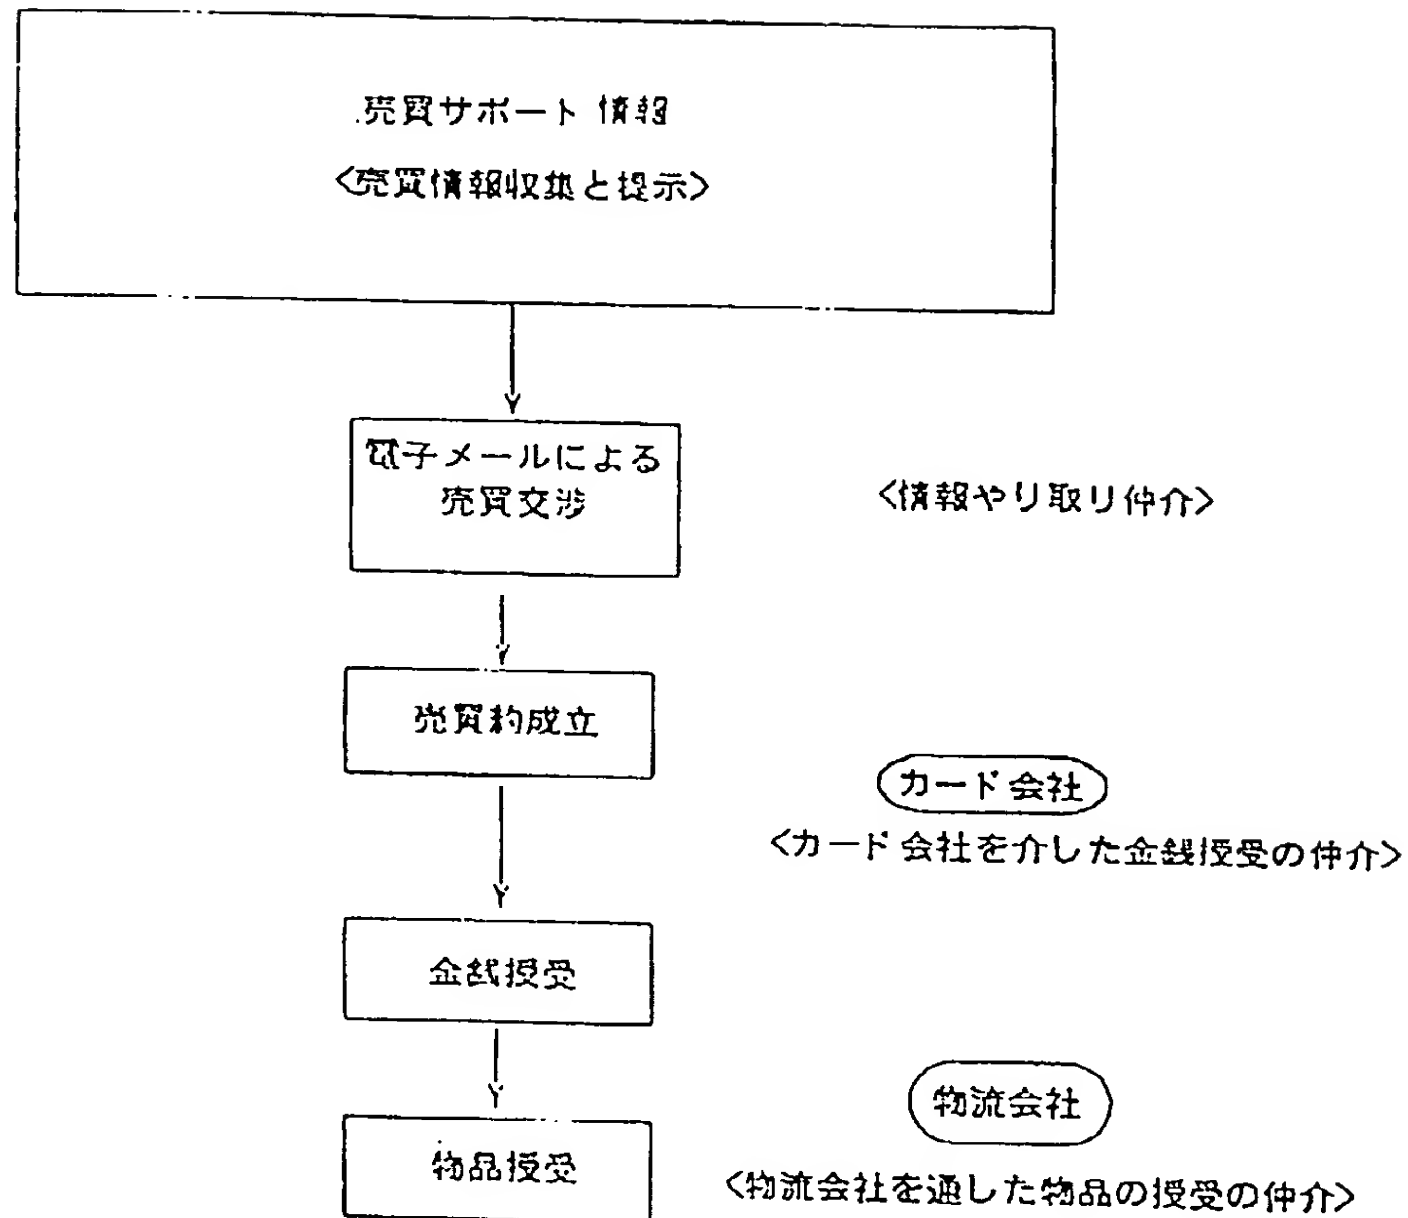 売買サポート情報
<売買情報収集と提示>
電子メールによる
売買交渉
<情報やり取り仲介>
売買約成立
カード会社
<カード会社を介した金銭授受の仲介>
金銭授受
物流会社
物品授受
<物流会社を通した物品の授受の仲介>